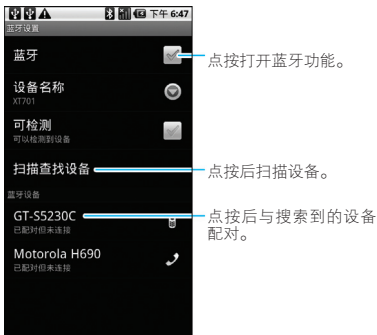 下午 6:47
蓝牙设置
蓝牙
点按打开蓝牙功能。
设备名称
XT701
可检测
可以检测到设备
扫描查找设备
点按后扫描设备。
蓝牙设备
GT-S5230C
已配对但未连接
点按后与搜索到的设备
配对。
Motorola H690
已配对但未连接